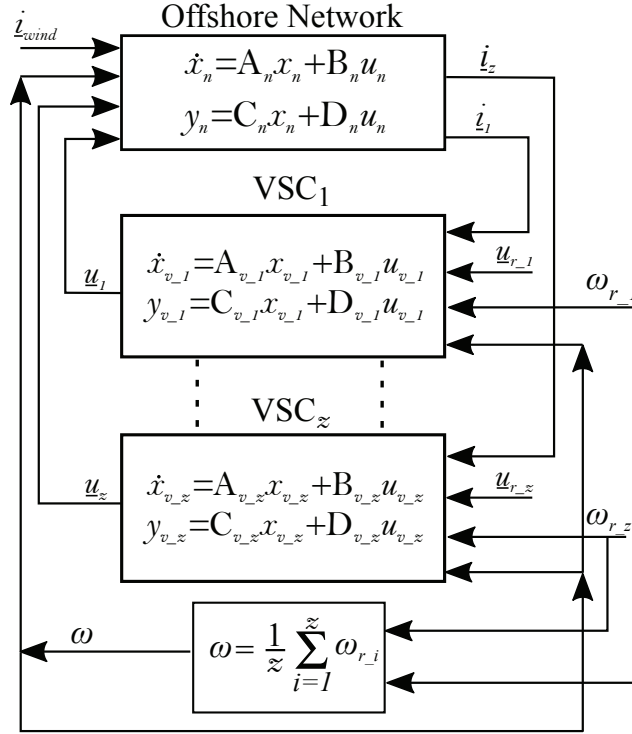 Offshore Network
i_wind
ẋ_n=A_n x_n+B_n u_n
y_n=C_n x_n+D_n u_n
i_z
i_1
VSC_1
ẋ_v_1=A_v_1 x_v_1+B_v_1 u_v_1
y_v_1=C_v_1 x_v_1+D_v_1 u_v_1
u_1
u_r_1
ω_r_
VSC_z
ẋ_v_z=A_v_z x_v_z+B_v_z u_v_z
y_v_z=C_v_z x_v_z+D_v_z u_v_z
u_z
u_r_z
ω_r_z
ω
ω = 1/z ∑_{i=1}^{z} ω_r_i